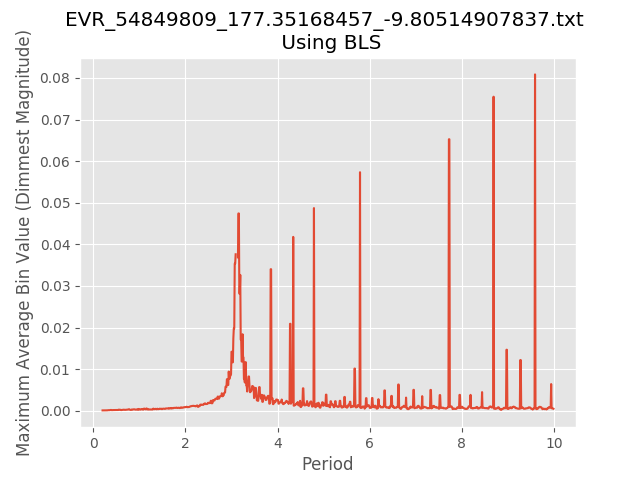 EVR_54849809_177.35168457_-9.80514907837.txt
Using BLS
Maximum Average Bin Value (Dimmest Magnitude)
0.08
0.07
0.06
0.05
0.04
0.03
0.02
0.01
0.00
0 2 4 6 8 10
Period